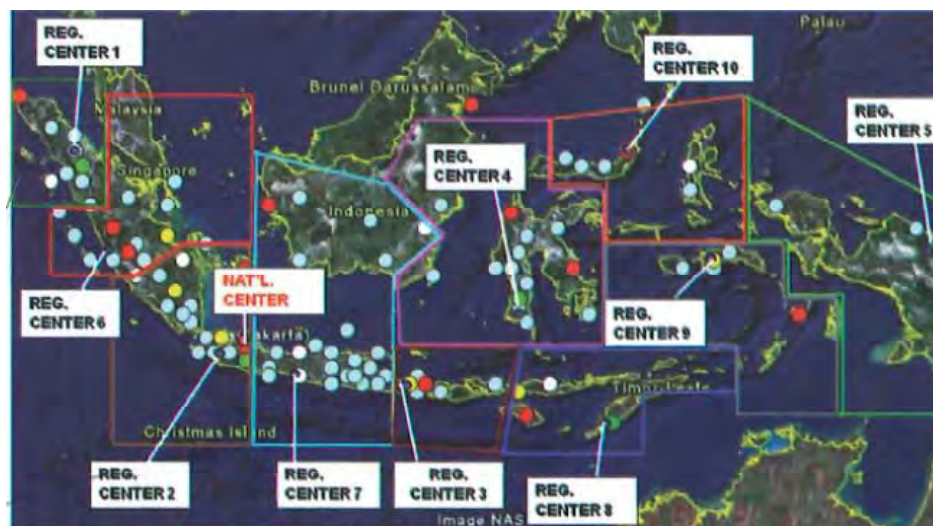 REG.
CENTER 1
Palau
REG.
CENTER 10
Brunei Darussalam
Malaysia
REG.
CENTER 5
Singapore
REG.
CENTER 4
Indonesia
NAT'L.
CENTER
REG.
CENTER 6
REG.
CENTER 9
Timor-Leste
Christmas Island
REG.
CENTER 2
REG.
CENTER 7
REG.
CENTER 3
REG.
CENTER 8
Image NAS